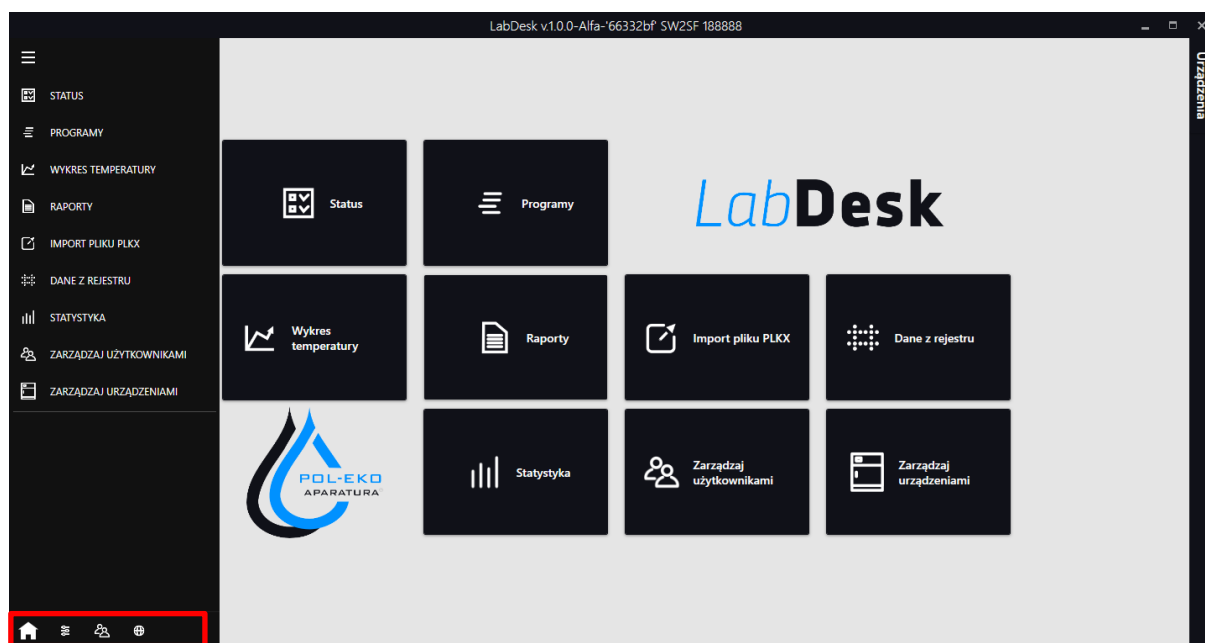 LabDesk v.1.0.0-Alfa-'66332bf' SW2SF 188888
Urządzenia
STATUS
PROGRAMY
WYKRES TEMPERATURY
RAPORTY
IMPORT PLIKU PLKX
DANE Z REJESTRU
STATYSTYKA
ZARZĄDZAJ UŻYTKOWNIKAMI
ZARZĄDZAJ URZĄDZENIAMI
Status
Programy
LabDesk
Wykres
temperatury
Raporty
Import pliku PLKX
Dane z rejestru
POL-EKO
APARATURA
Statystyka
Zarządzaj
użytkownikami
Zarządzaj
urządzeniami